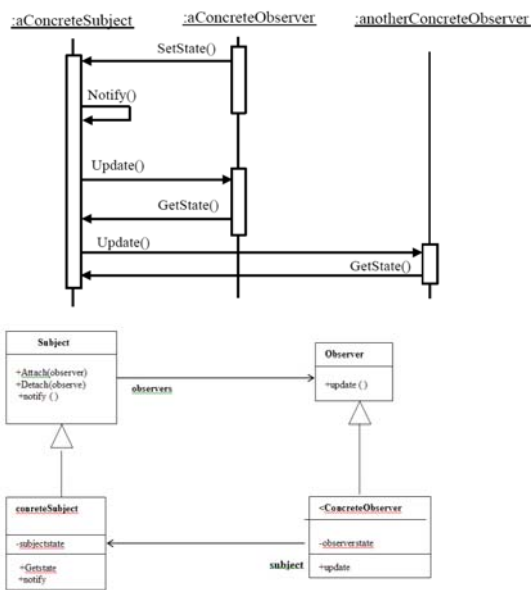 :aConcreteSubject :aConcreteObserver :anotherConcreteObserver
SetState()
Notify()
Update()
GetState()
Update()
GetState()
Subject
+Attach(observer)
+Detach(observe)
+notify ( )
observers
Observer
+update ( )
conreteSubject
-subjectstate
+Getstate
+notify
subject
<ConcreteObserver
-observerstate
+update